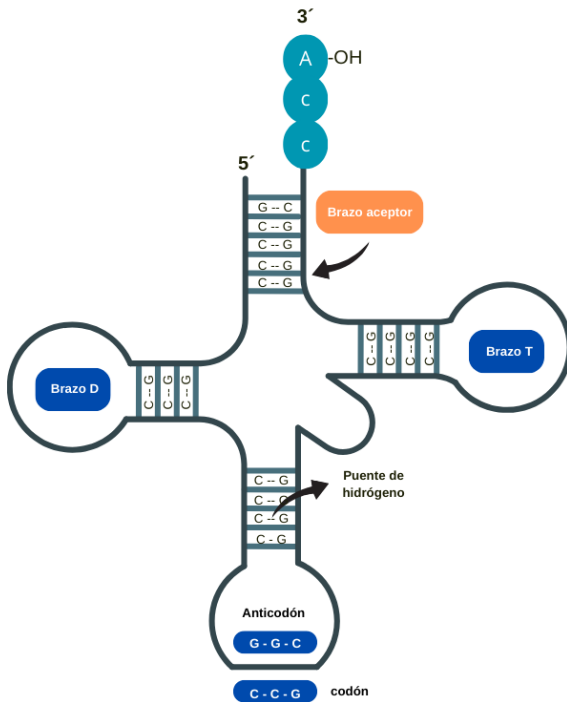 3´
A -OH
C
C
5´
Brazo aceptor
G -- C
C -- G
C -- G
C -- G
C -- G
C -- G
C -- G
C -- G
C -- G
Brazo T
Brazo D
C -- G
C -- G
C -- G
C -- G
C -- G
C -- G
C - G
Puente de
hidrógeno
Anticodón
G - G - C
C - C - G
codón